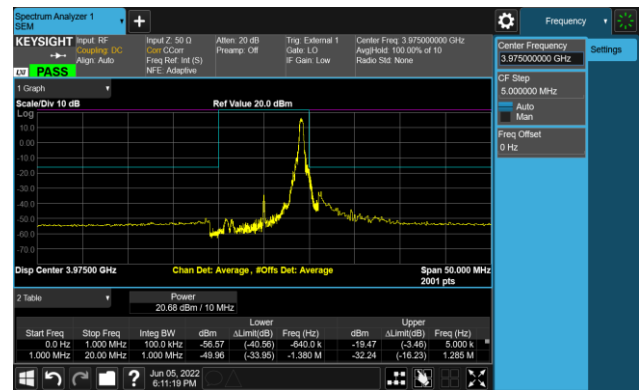 Spectrum Analyzer 1
SEM
Frequency
KEYSIGHT
Input: RF
Coupling: DC
Align: Auto
Input Z: 50 Ω
Corr CCorr
Freq Ref: Int (S)
NFE: Adaptive
Atten: 20 dB
Preamp: Off
Trig: External 1
Gate: LO
IF Gain: Low
Center Freq: 3.975000000 GHz
Avg|Hold: 100.00% of 10
Radio Std: None
LXI
PASS
Center Frequency
3.975000000 GHz
Settings
CF Step
5.000000 MHz
Auto
Man
Freq Offset
0 Hz
1 Graph
Scale/Div 10 dB
Ref Value 20.0 dBm
Log
10.0
0.00
-10.0
-20.0
-30.0
-40.0
-50.0
-60.0
-70.0
Disp Center 3.97500 GHz
Chan Det: Average, #Offs Det: Average
Span 50.000 MHz
2001 pts
2 Table
Power
20.68 dBm / 10 MHz
Lower Upper
Start Freq Stop Freq Integ BW dBm ΔLimit(dB) Freq (Hz) dBm ΔLimit(dB) Freq (Hz)
0.0 Hz 1.000 MHz 100.0 kHz -56.57 (-40.56) -640.0 k -19.47 (-3.46) 5.000 k
1.000 MHz 20.00 MHz 1.000 MHz -49.96 (-33.95) -1.380 M -32.24 (-16.23) 1.285 M
?
Jun 05, 2022
6:11:19 PM